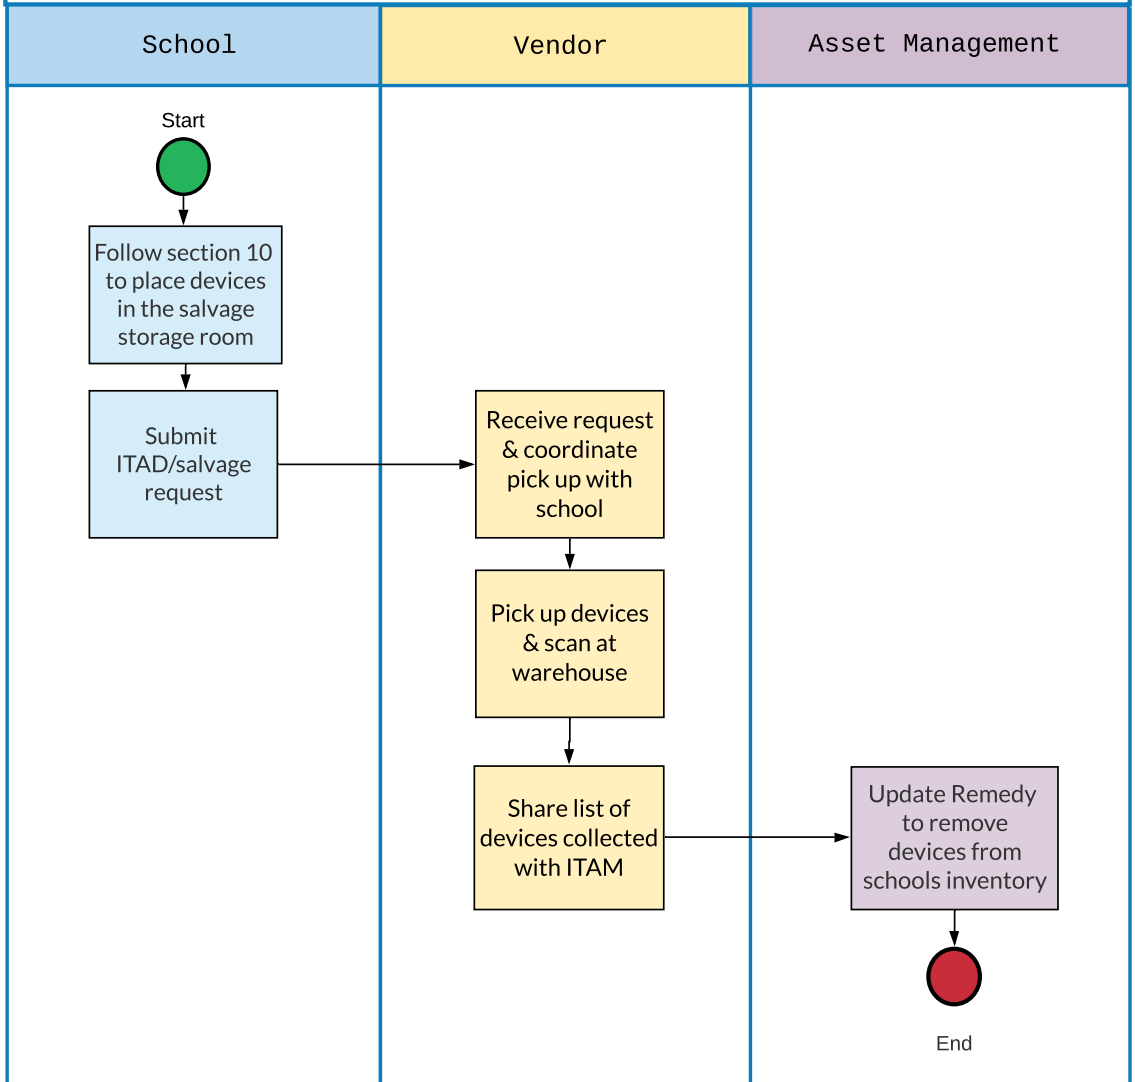 School
Vendor
Asset Management
Start
Follow section 10
to place devices
in the salvage
storage room
Submit
ITAD/salvage
request
Receive request
& coordinate
pick up with
school
Pick up devices
& scan at
warehouse
Share list of
devices collected
with ITAM
Update Remedy
to remove
devices from
schools inventory
End